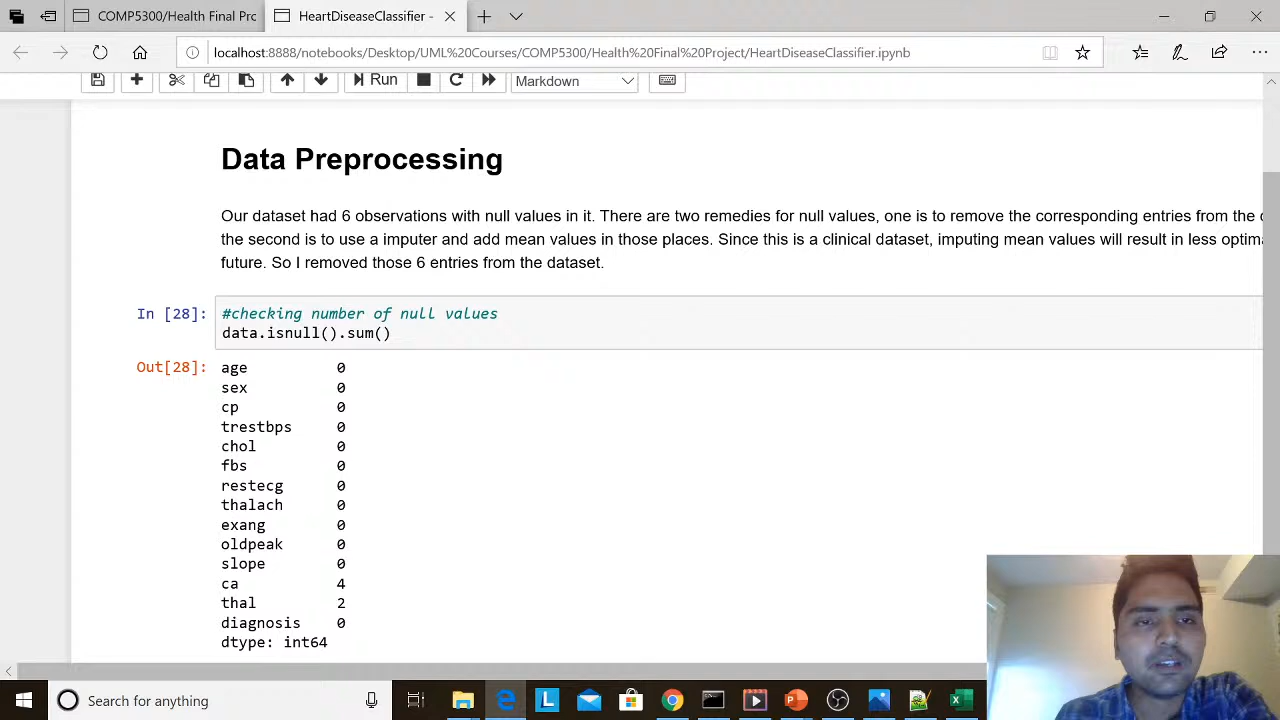 COMP5300/Health Final Pro
HeartDiseaseClassifier -
localhost:8888/notebooks/Desktop/UML%20Courses/COMP5300/Health%20Final%20Project/HeartDiseaseClassifier.ipynb
Run
Markdown
Data Preprocessing
Our dataset had 6 observations with null values in it. There are two remedies for null values, one is to remove the corresponding entries from the
the second is to use a imputer and add mean values in those places. Since this is a clinical dataset, imputing mean values will result in less optima
future. So I removed those 6 entries from the dataset.
In [28]: #checking number of null values
data.isnull().sum()
Out[28]: age 0
sex 0
cp 0
trestbps 0
chol 0
fbs 0
restecg 0
thalach 0
exang 0
oldpeak 0
slope 0
ca 4
thal 2
diagnosis 0
dtype: int64
Search for anything